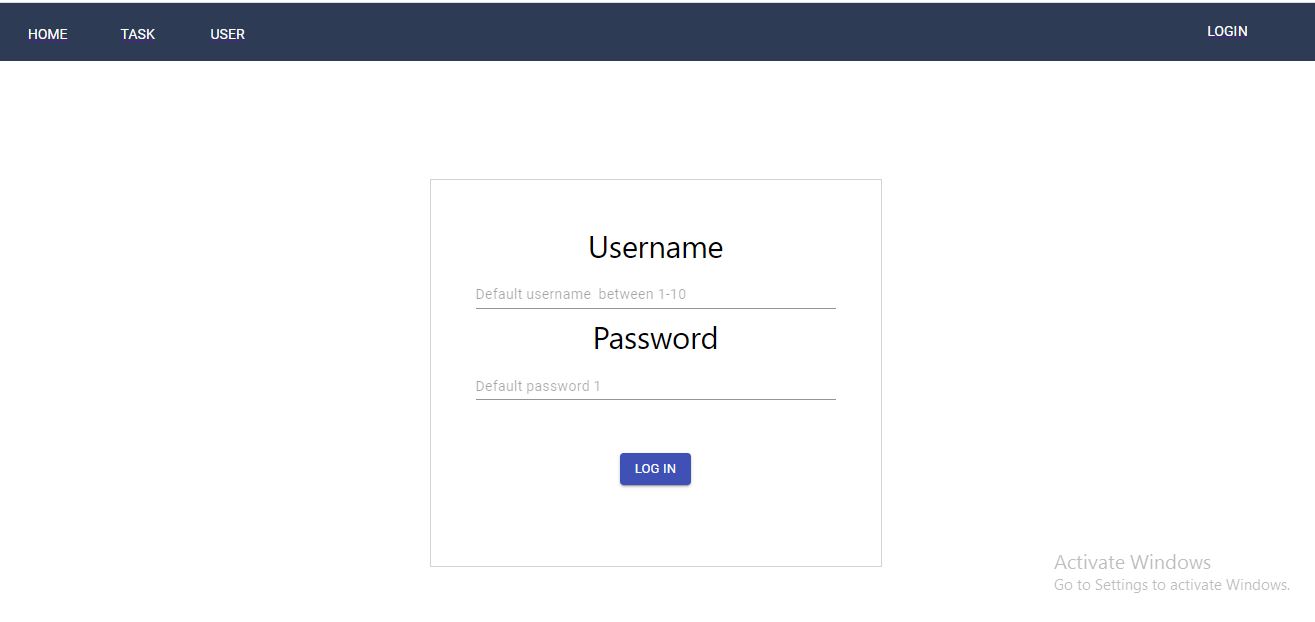 HOME TASK USER LOGIN
Username
Default username  between 1-10
Password
Default password 1
LOG IN
Activate Windows
Go to Settings to activate Windows.